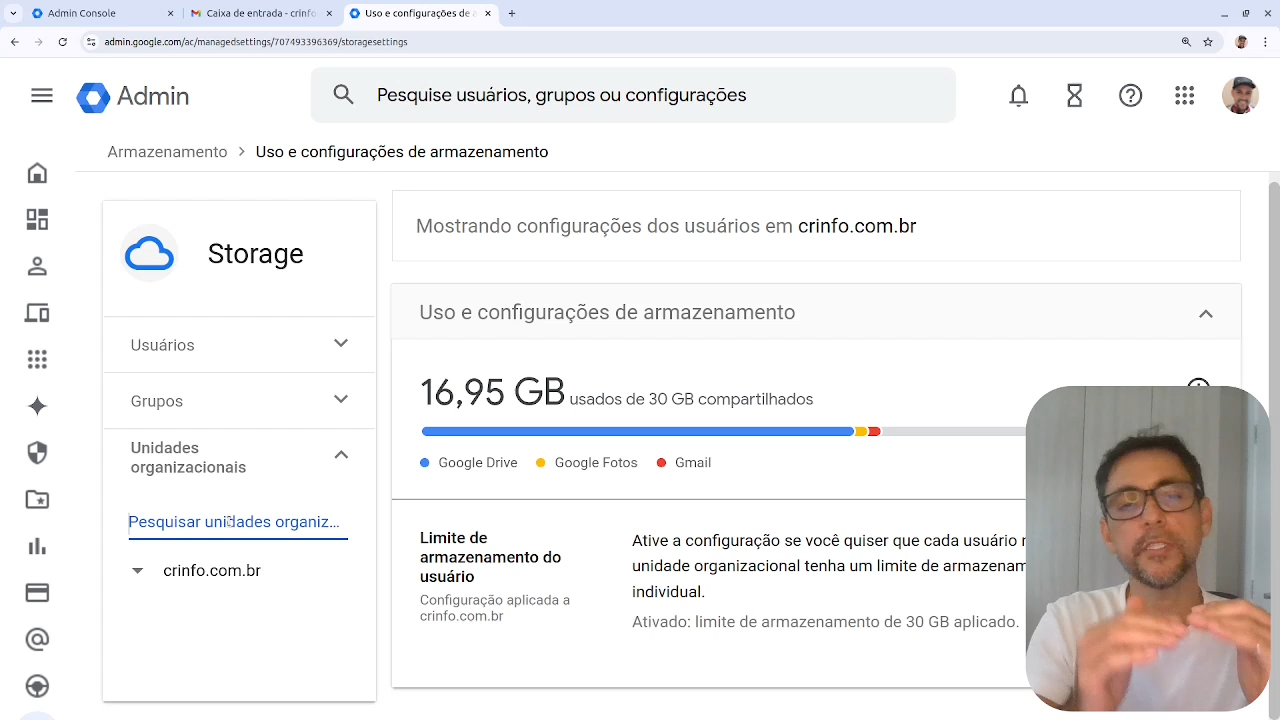 Admin Console
Caixa de entrada - crinfo
Uso e configurações de a
admin.google.com/ac/managedsettings/707493396369/storagesettings
Admin
Pesquise usuários, grupos ou configurações
Armazenamento
Uso e configurações de armazenamento
Storage
Usuários
Grupos
Unidades
organizacionais
Pesquisar unidades organiz...
crinfo.com.br
Mostrando configurações dos usuários em crinfo.com.br
Uso e configurações de armazenamento
16,95 GB usados de 30 GB compartilhados
Google Drive
Google Fotos
Gmail
Limite de
armazenamento do
usuário
Configuração aplicada a
crinfo.com.br
Ative a configuração se você quiser que cada usuário
unidade organizacional tenha um limite de armazenam
individual.
Ativado: limite de armazenamento de 30 GB aplicado.